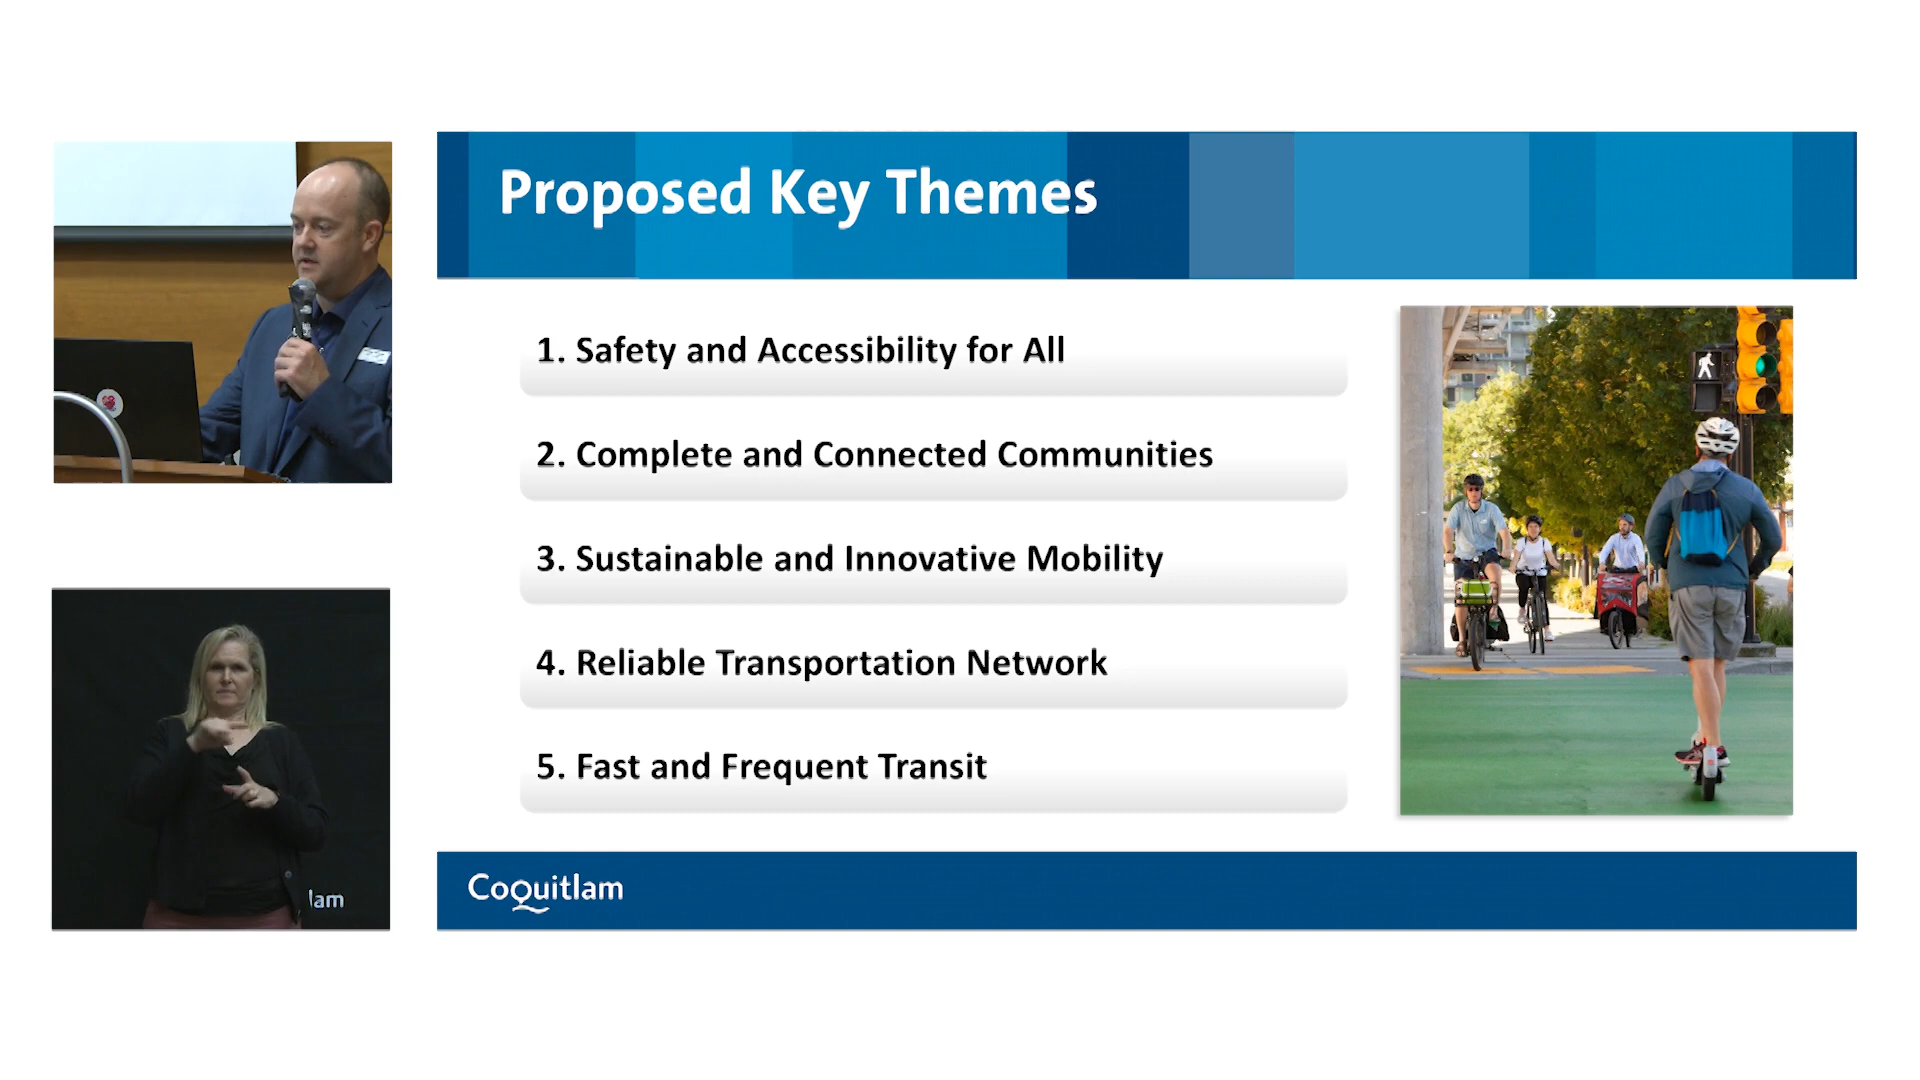 Proposed Key Themes
1. Safety and Accessibility for All
2. Complete and Connected Communities
3. Sustainable and Innovative Mobility
4. Reliable Transportation Network
5. Fast and Frequent Transit
Coquitlam
lam